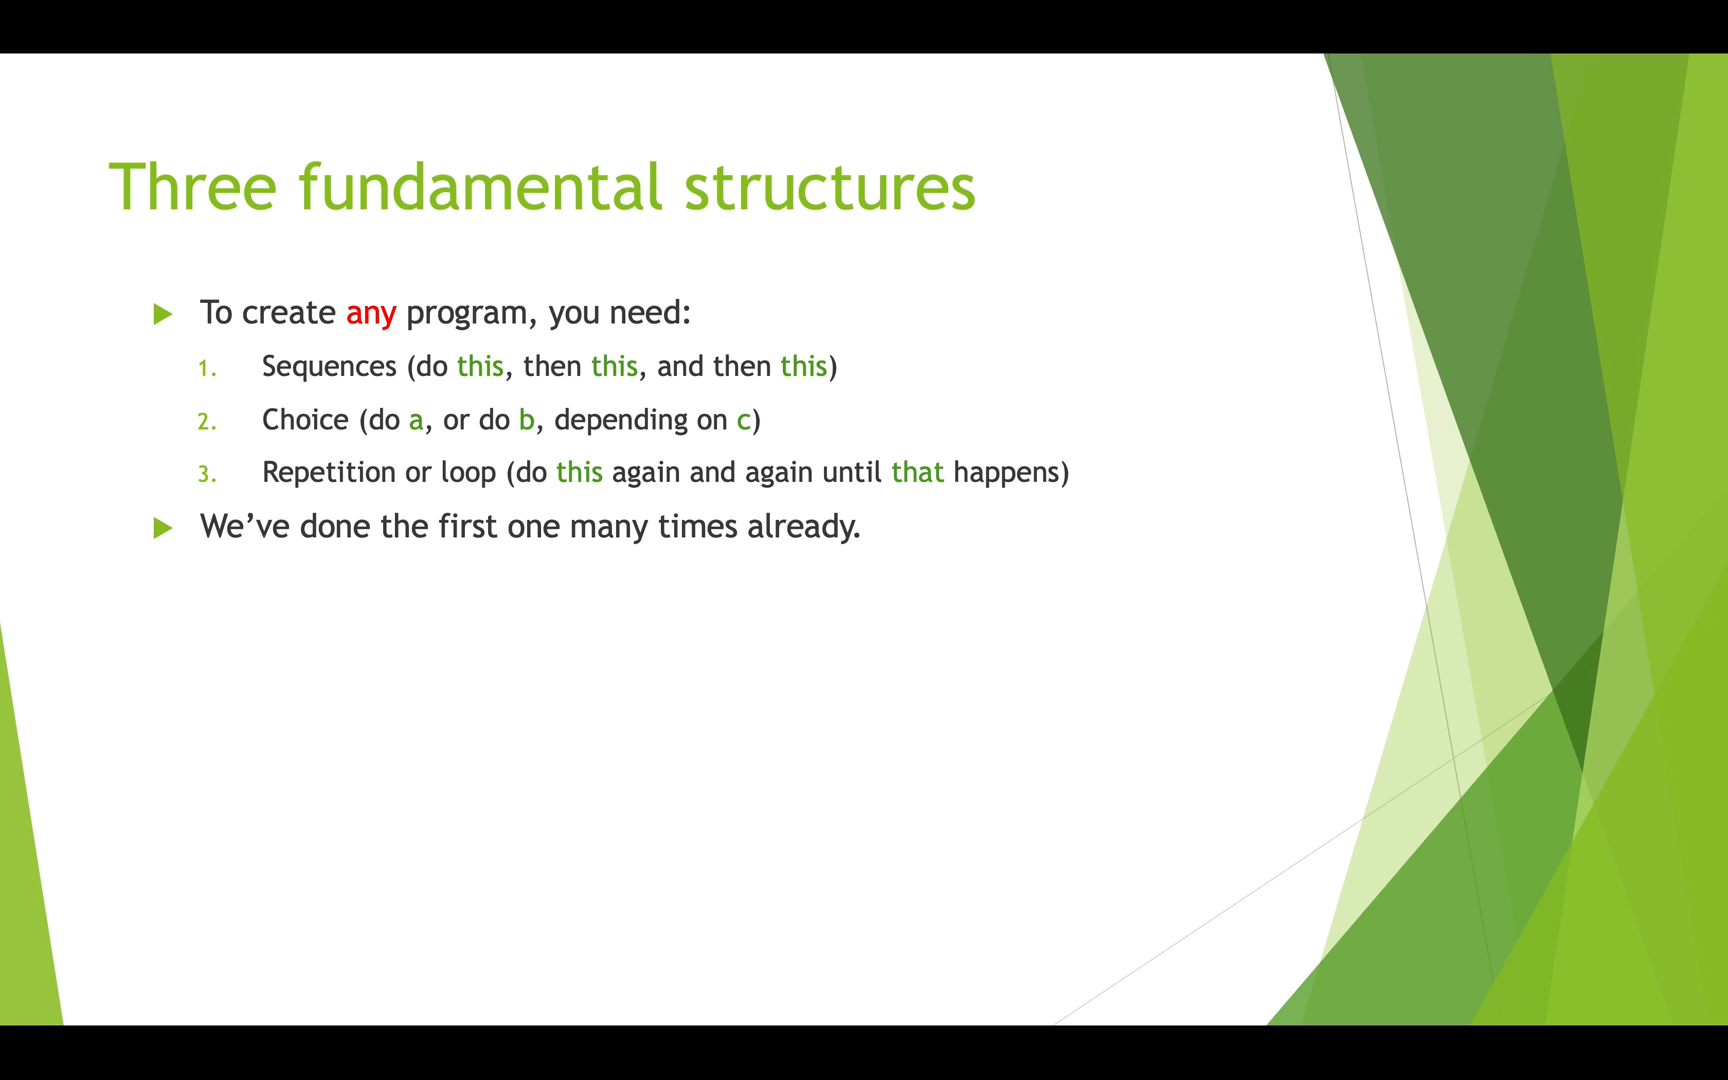 Three fundamental structures
To create any program, you need:
1. Sequences (do this, then this, and then this)
2. Choice (do a, or do b, depending on c)
3. Repetition or loop (do this again and again until that happens)
We’ve done the first one many times already.